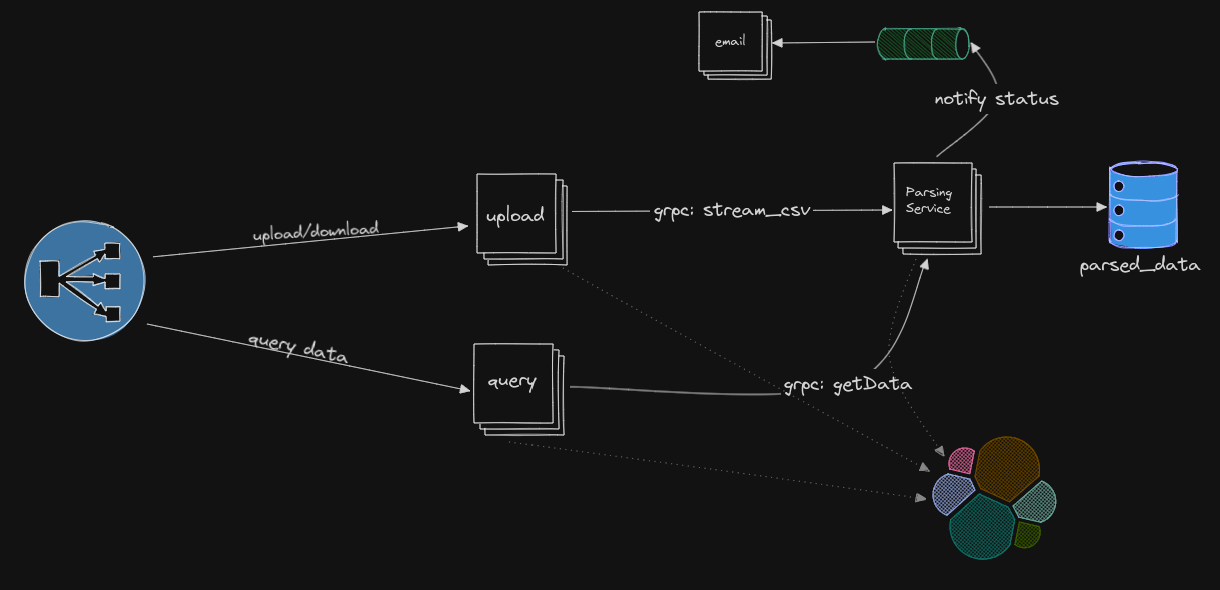 email
notify status
Parsing
Service
upload
grpc: stream_csv
upload/download
parsed_data
query data
query
grpc: getData